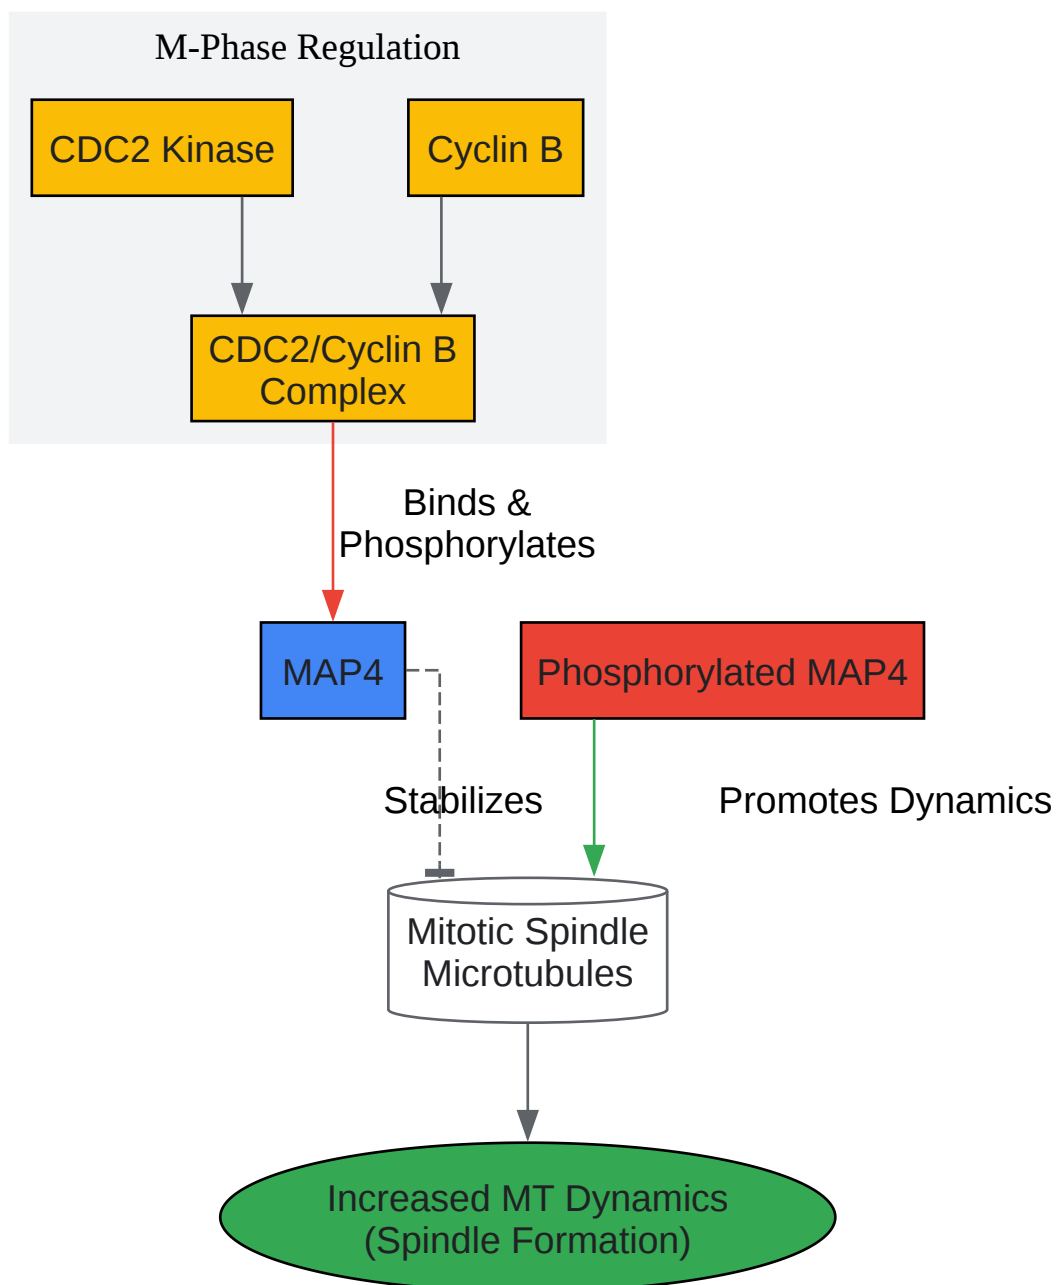 M-Phase Regulation
CDC2 Kinase
Cyclin B
CDC2/Cyclin B
Complex
Binds &
Phosphorylates
MAP4
Phosphorylated MAP4
Stabilizes
Promotes Dynamics
Mitotic Spindle
Microtubules
Increased MT Dynamics
(Spindle Formation)